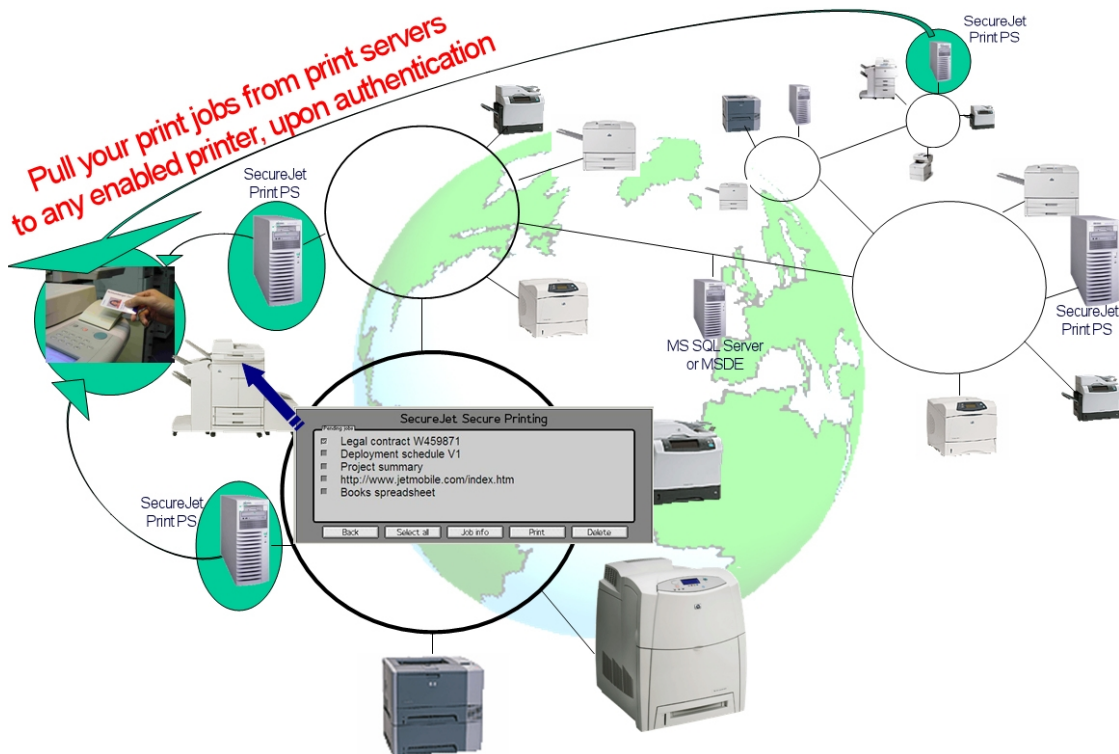 Pull your print jobs from print servers
to any enabled printer, upon authentication
SecureJet
Print PS
SecureJet
Print PS
SecureJet
Print PS
MS SQL Server
or MSDE
SecureJet Secure Printing
Pending jobs
Legal contract W459871
Deployment schedule V1
Project summary
http://www.jetmobile.com/index.htm
Books spreadsheet
Back
Select all
Job info
Print
Delete
SecureJet
Print PS